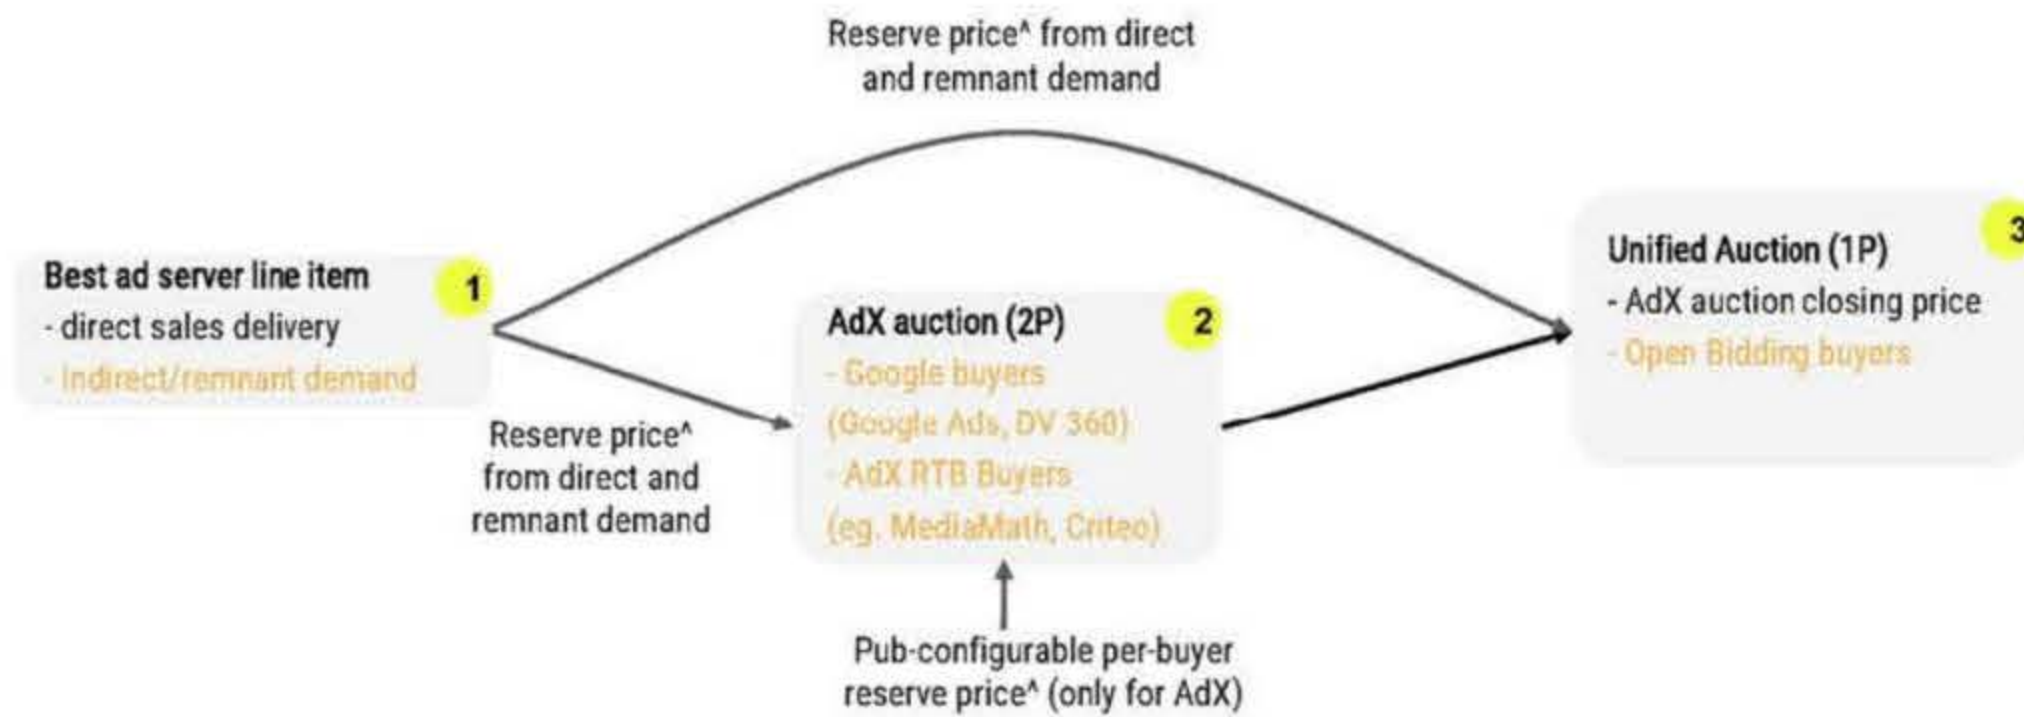 Reserve price^ from direct
and remnant demand
Best ad server line item
1
- direct sales delivery
- Indirect/remnant demand
Reserve price^
from direct and
remnant demand
AdX auction (2P)
2
- Google buyers
(Google Ads, DV 360)
- AdX RTB Buyers
(eg. MediaMath, Criteo)
Pub-configurable per-buyer
reserve price^ (only for AdX)
Unified Auction (1P)
3
- AdX auction closing price
- Open Bidding buyers